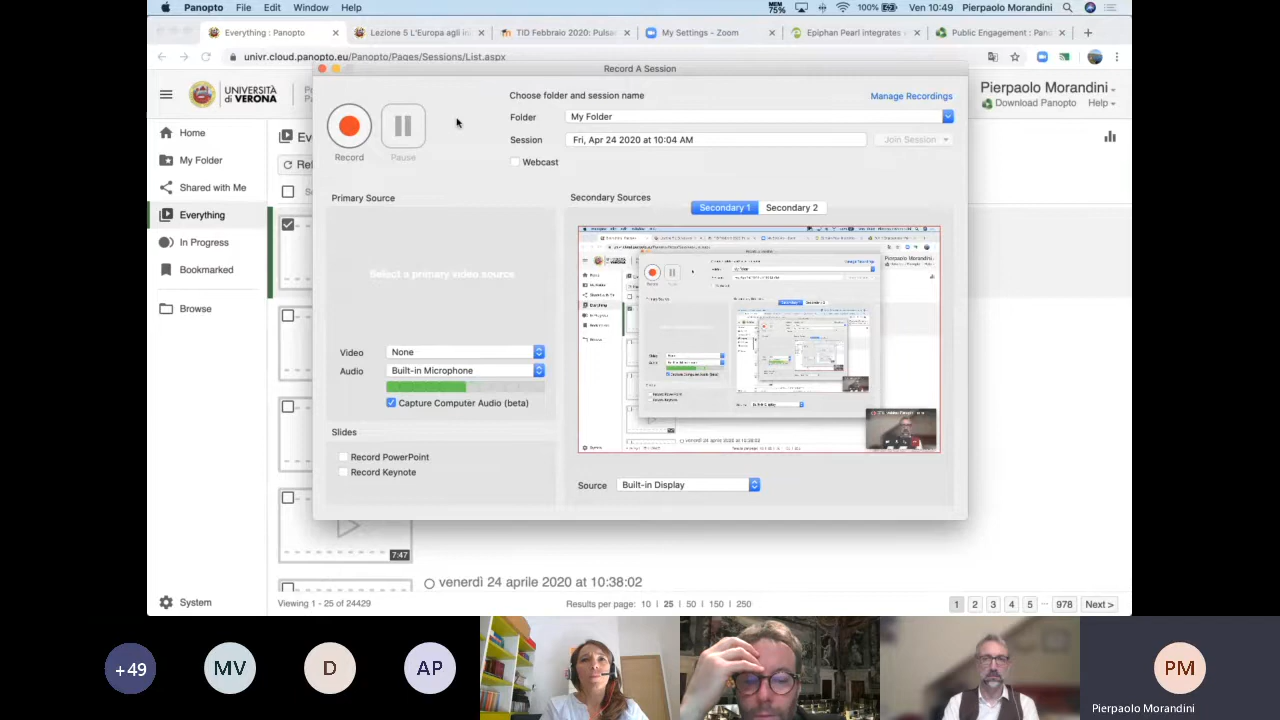 Panopto File Edit Window Help
MEM 75% 100% Ven 10:49 Pierpaolo Morandini
Everything : Panopto
Lezione 5 L'Europa agli in
TID Febbraio 2020: Pulsa
My Settings - Zoom
Epiphan Pearl integrates v
Public Engagement : Pan
univr.cloud.panopto.eu/Panopto/Pages/Sessions/List.aspx
Record A Session
UNIVERSITÀ
di VERONA
Pierpaolo Morandini
Download Panopto Help
Choose folder and session name
Manage Recordings
Folder My Folder
Session Fri, Apr 24 2020 at 10:04 AM Join Session
Webcast
Record Pause
Home
My Folder
Shared with Me
Everything
In Progress
Bookmarked
Browse
System
Primary Source
Select a primary video source
Video None
Audio Built-in Microphone
Capture Computer Audio (beta)
Slides
Record PowerPoint
Record Keynote
Secondary Sources
Secondary 1 Secondary 2
Source Built-in Display
7:47
venerdì 24 aprile 2020 at 10:38:02
Viewing 1 - 25 of 24429
Results per page: 10 | 25 | 50 | 150 | 250
1 2 3 4 5 ... 978 Next >
+49 MV D AP PM
Pierpaolo Morandini